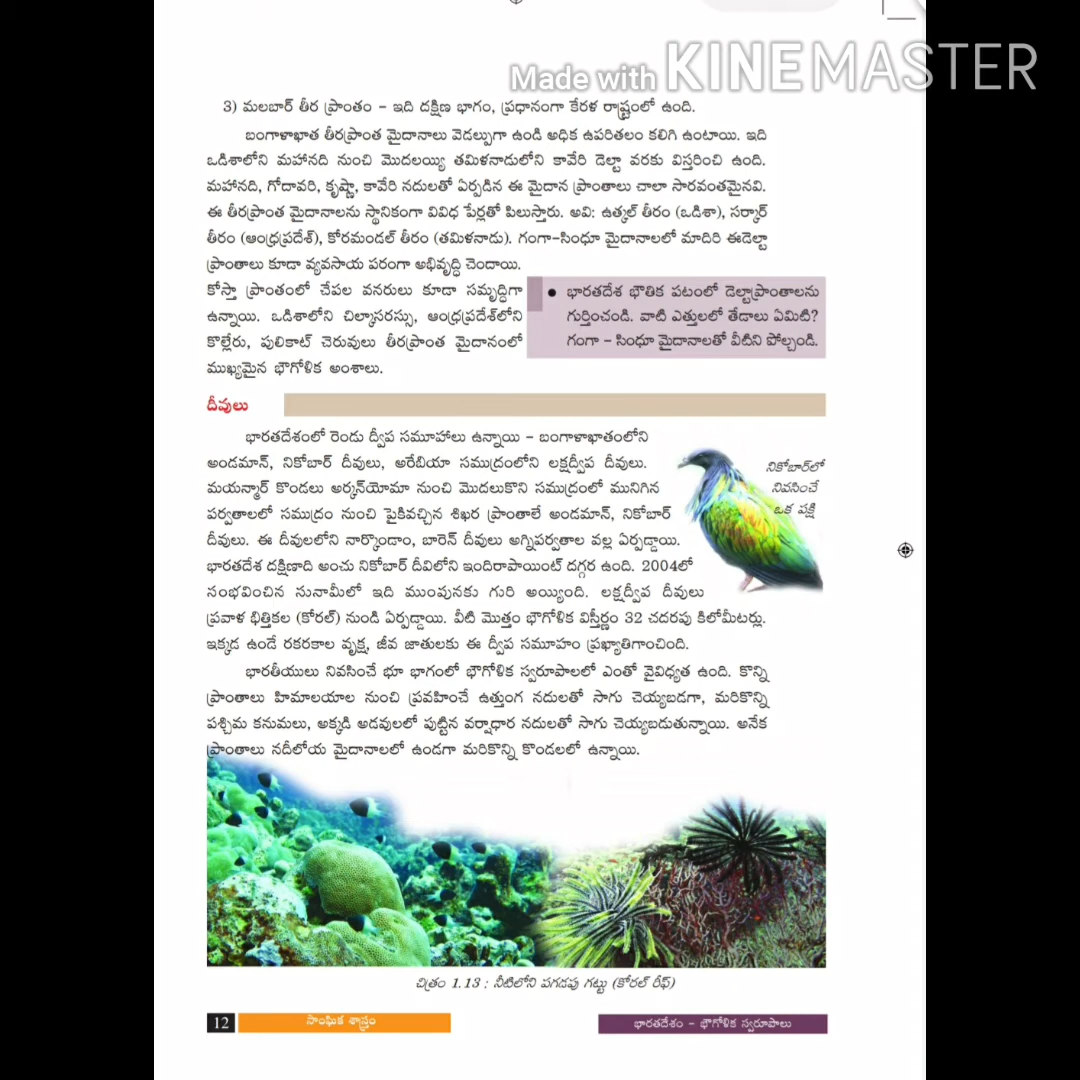 Made with KINEMASTER
3) మలబార్ తీర ప్రాంతం – ఇది దక్షిణ భాగం, ప్రధానంగా కేరళ రాష్ట్రంలో ఉంది.
బంగాళాఖాత తీరప్రాంత మైదానాలు వెడల్పుగా ఉండి అధిక ఉపరితలం కలిగి ఉంటాయి. ఇది
ఒడిశాలోని మహానది నుంచి మొదలయ్యి తమిళనాడులోని కావేరి డెల్టా వరకు విస్తరించి ఉంది.
మహానది, గోదావరి, కృష్ణా, కావేరి నదులతో ఏర్పడిన ఈ మైదాన ప్రాంతాలు చాలా సారవంతమైనవి.
ఈ తీరప్రాంత మైదానాలను స్థానికంగా వివిధ పేర్లతో పిలుస్తారు. అవి: ఉత్కల్ తీరం (ఒడిశా), సర్కార్
తీరం (ఆంధ్రప్రదేశ్), కోరమండల్ తీరం (తమిళనాడు). గంగా–సింధూ మైదానాలలో మాదిరి ఈడెల్టా
ప్రాంతాలు కూడా వ్యవసాయ పరంగా అభివృద్ధి చెందాయి.
కోస్తా ప్రాంతంలో చేపల వనరులు కూడా సమృద్ధిగా
ఉన్నాయి. ఒడిశాలోని చిల్కాసరస్సు, ఆంధ్రప్రదేశ్‌లోని
కొల్లేరు, పులికాట్ చెరువులు తీరప్రాంత మైదానంలో
ముఖ్యమైన భౌగోళిక అంశాలు.
● భారతదేశ భౌతిక పటంలో డెల్టాప్రాంతాలను
గుర్తించండి. వాటి ఎత్తులలో తేడాలు ఏమిటి?
గంగా – సింధూ మైదానాలతో వీటిని పోల్చండి.
దీవులు
భారతదేశంలో రెండు ద్వీప సమూహాలు ఉన్నాయి – బంగాళాఖాతంలోని
అండమాన్, నికోబార్ దీవులు, అరేబియా సముద్రంలోని లక్షద్వీప దీవులు.
మయన్మార్ కొండలు అర్కన్‌యోమా నుంచి మొదలుకొని సముద్రంలో మునిగిన
పర్వతాలలో సముద్రం నుంచి పైకివచ్చిన శిఖర ప్రాంతాలే అండమాన్, నికోబార్
దీవులు. ఈ దీవులలోని నార్కొండాం, బారెన్ దీవులు అగ్నిపర్వతాల వల్ల ఏర్పడ్డాయి.
భారతదేశ దక్షిణాది అంచు నికోబార్ దీవిలోని ఇందిరాపాయింట్ దగ్గర ఉంది. 2004లో
సంభవించిన సునామీలో ఇది ముంపునకు గురి అయ్యింది. లక్షద్వీవ దీవులు
ప్రవాళ భిత్తికల (కోరల్) నుండి ఏర్పడ్డాయి. వీటి మొత్తం భౌగోళిక విస్తీర్ణం 32 చదరపు కిలోమీటర్లు.
ఇక్కడ ఉండే రకరకాల వృక్ష, జీవ జాతులకు ఈ ద్వీప సమూహం ప్రఖ్యాతిగాంచింది.
నికోబార్‌లో
నివసించే
ఒక పక్షి
భారతీయులు నివసించే భూ భాగంలో భౌగోళిక స్వరూపాలలో ఎంతో వైవిధ్యత ఉంది. కొన్ని
ప్రాంతాలు హిమాలయాల నుంచి ప్రవహించే ఉత్తుంగ నదులతో సాగు చెయ్యబడగా, మరికొన్ని
పశ్చిమ కనుమలు, అక్కడి అడవులలో పుట్టిన వర్షాధార నదులతో సాగు చెయ్యబడుతున్నాయి. అనేక
ప్రాంతాలు నదీలోయ మైదానాలలో ఉండగా మరికొన్ని కొండలలో ఉన్నాయి.
చిత్రం 1.13 : నీటిలోని పగడపు గట్టు (కోరల్ రీఫ్)
12 సాంఘిక శాస్త్రం
భారతదేశం – భౌగోళిక స్వరూపాలు